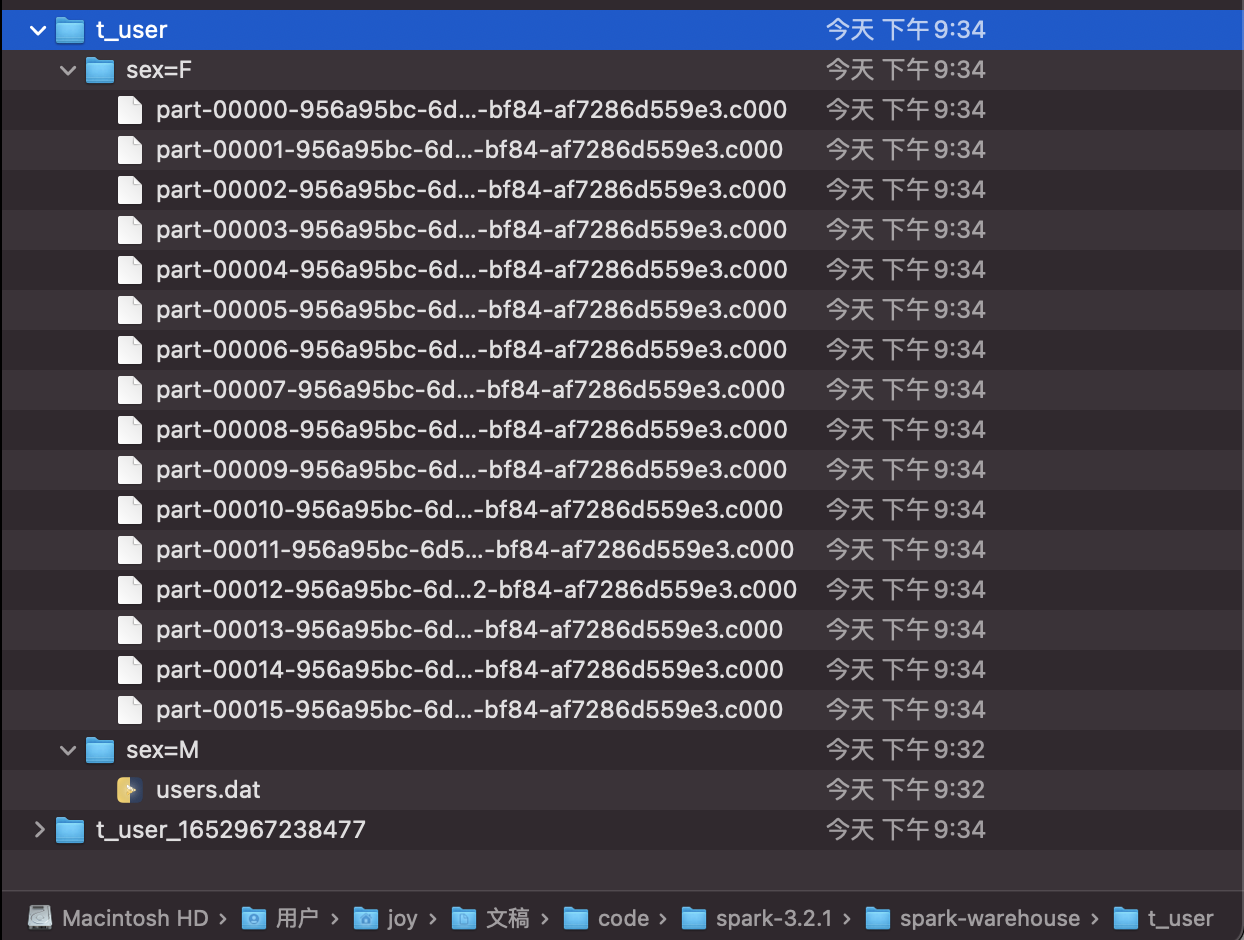 t_user 今天 下午9:34
sex=F 今天 下午9:34
part-00000-956a95bc-6d...-bf84-af7286d559e3.c000 今天 下午9:34
part-00001-956a95bc-6d...-bf84-af7286d559e3.c000 今天 下午9:34
part-00002-956a95bc-6d...-bf84-af7286d559e3.c000 今天 下午9:34
part-00003-956a95bc-6d...-bf84-af7286d559e3.c000 今天 下午9:34
part-00004-956a95bc-6d...-bf84-af7286d559e3.c000 今天 下午9:34
part-00005-956a95bc-6d...-bf84-af7286d559e3.c000 今天 下午9:34
part-00006-956a95bc-6d...-bf84-af7286d559e3.c000 今天 下午9:34
part-00007-956a95bc-6d...-bf84-af7286d559e3.c000 今天 下午9:34
part-00008-956a95bc-6d...-bf84-af7286d559e3.c000 今天 下午9:34
part-00009-956a95bc-6d...-bf84-af7286d559e3.c000 今天 下午9:34
part-00010-956a95bc-6d...-bf84-af7286d559e3.c000 今天 下午9:34
part-00011-956a95bc-6d5...-bf84-af7286d559e3.c000 今天 下午9:34
part-00012-956a95bc-6d...2-bf84-af7286d559e3.c000 今天 下午9:34
part-00013-956a95bc-6d...-bf84-af7286d559e3.c000 今天 下午9:34
part-00014-956a95bc-6d...-bf84-af7286d559e3.c000 今天 下午9:34
part-00015-956a95bc-6d...-bf84-af7286d559e3.c000 今天 下午9:34
sex=M 今天 下午9:32
users.dat 今天 下午9:32
t_user_1652967238477 今天 下午9:34
Macintosh HD › 用户 › joy › 文稿 › code › spark-3.2.1 › spark-warehouse › t_user